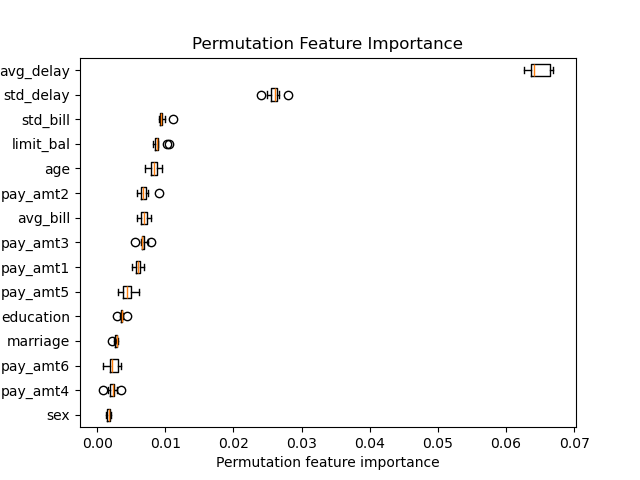 Permutation Feature Importance
avg_delay
std_delay
std_bill
limit_bal
age
pay_amt2
avg_bill
pay_amt3
pay_amt1
pay_amt5
education
marriage
pay_amt6
pay_amt4
sex
0.00 0.01 0.02 0.03 0.04 0.05 0.06 0.07
Permutation feature importance